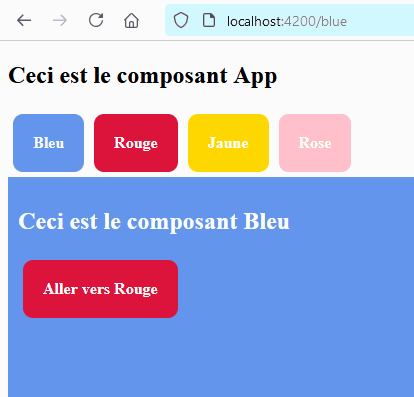 localhost:4200/blue
Ceci est le composant App
Bleu Rouge Jaune Rose
Ceci est le composant Bleu
Aller vers Rouge